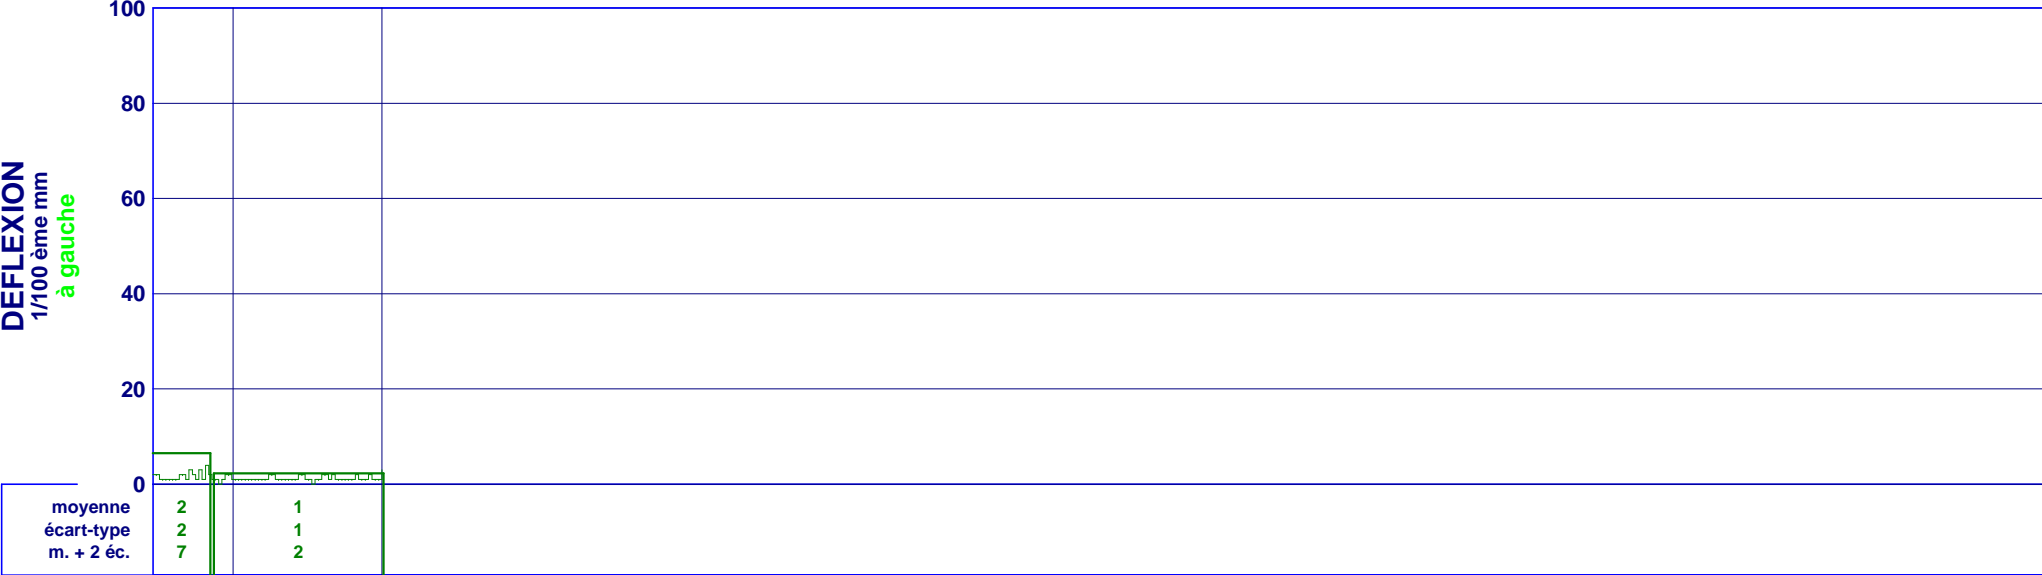 DEFLEXION
1/100 ème mm
à gauche
100
80
60
40
20
0
moyenne 2 1
écart-type 2 1
m. + 2 éc. 7 2